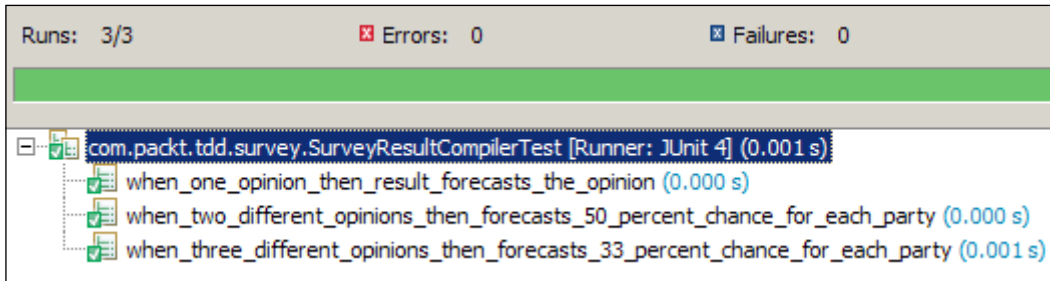 Runs: 3/3 Errors: 0 Failures: 0
com.packt.tdd.survey.SurveyResultCompilerTest [Runner: JUnit 4] (0.001 s)
when_one_opinion_then_result_forecasts_the_opinion (0.000 s)
when_two_different_opinions_then_forecasts_50_percent_chance_for_each_party (0.000 s)
when_three_different_opinions_then_forecasts_33_percent_chance_for_each_party (0.001 s)